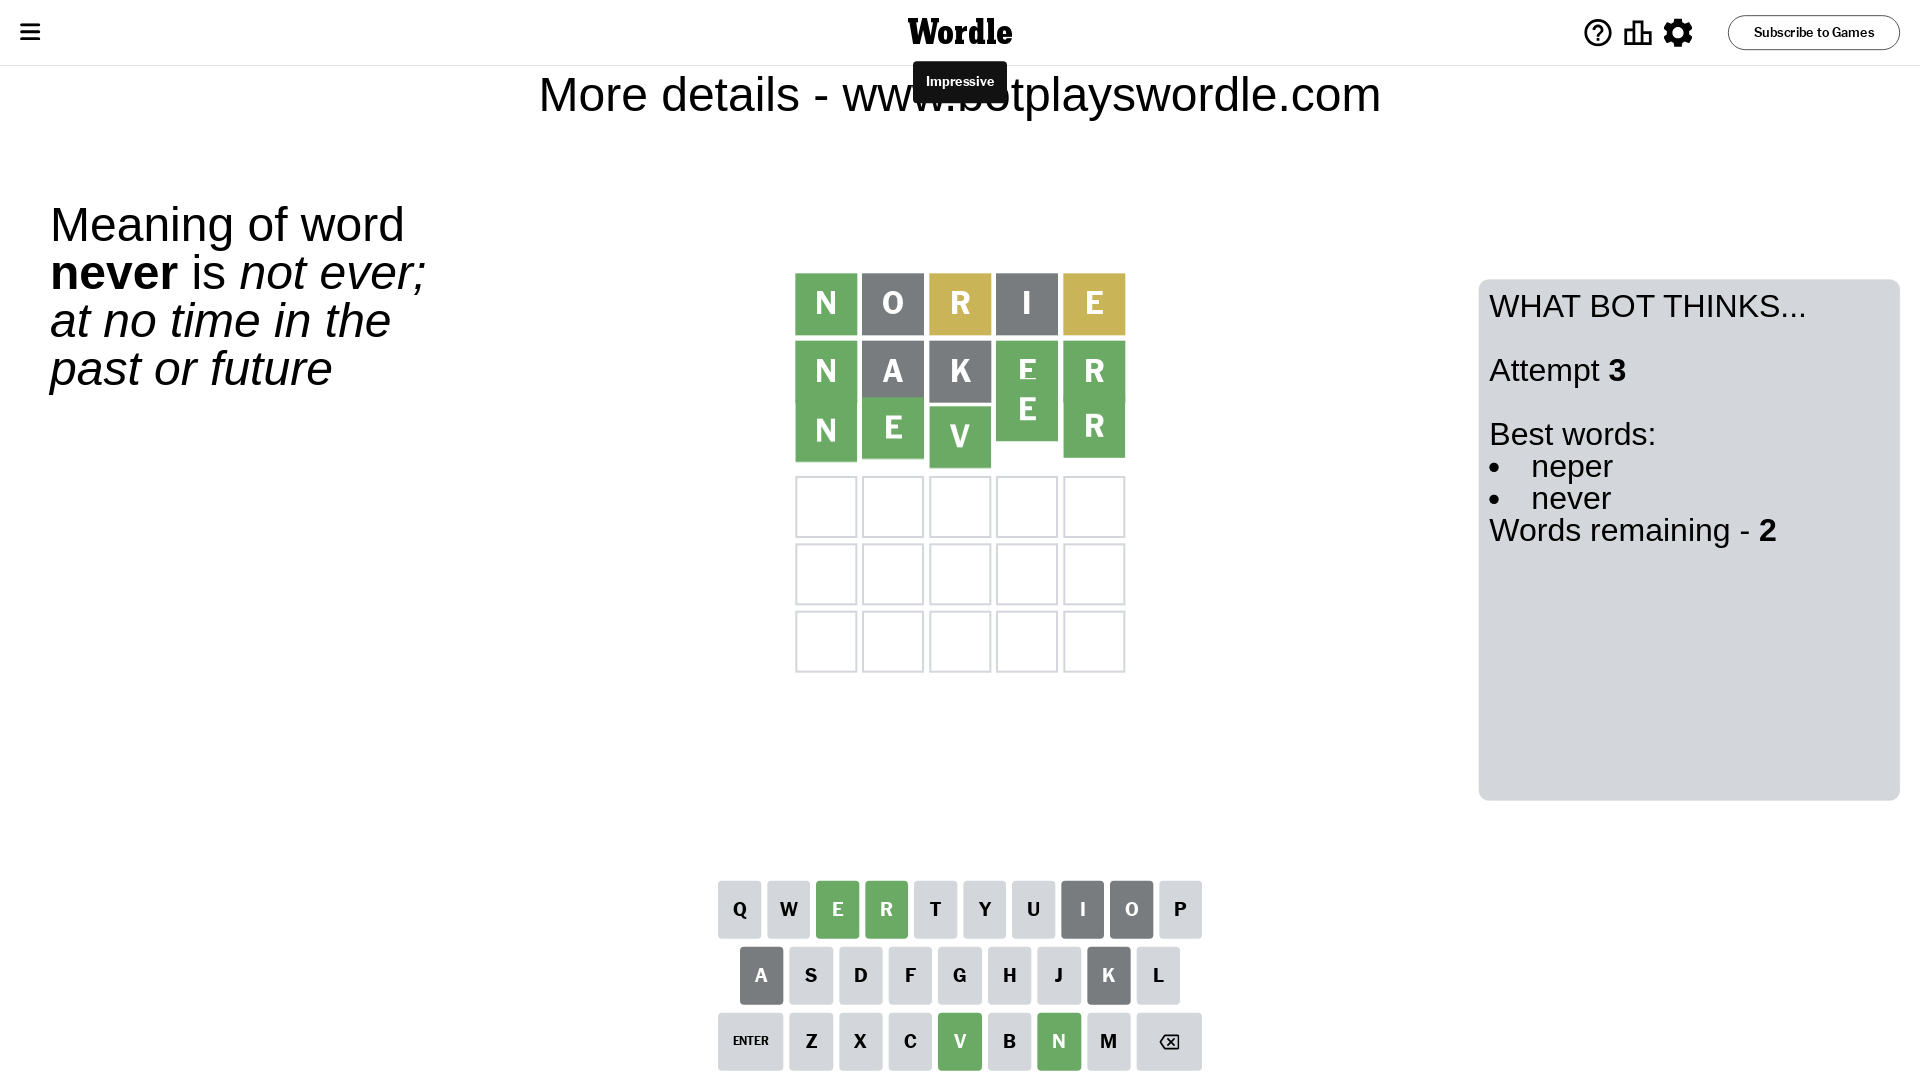 Wordle
Subscribe to Games
Impressive
More details - www.botplayswordle.com
Meaning of word
never is not ever;
at no time in the
past or future
N O R I E
N A K E R
N E V E R
WHAT BOT THINKS...
Attempt 3
Best words:
• neper
• never
Words remaining - 2
Q W E R T Y U I O P
A S D F G H J K L
ENTER Z X C V B N M